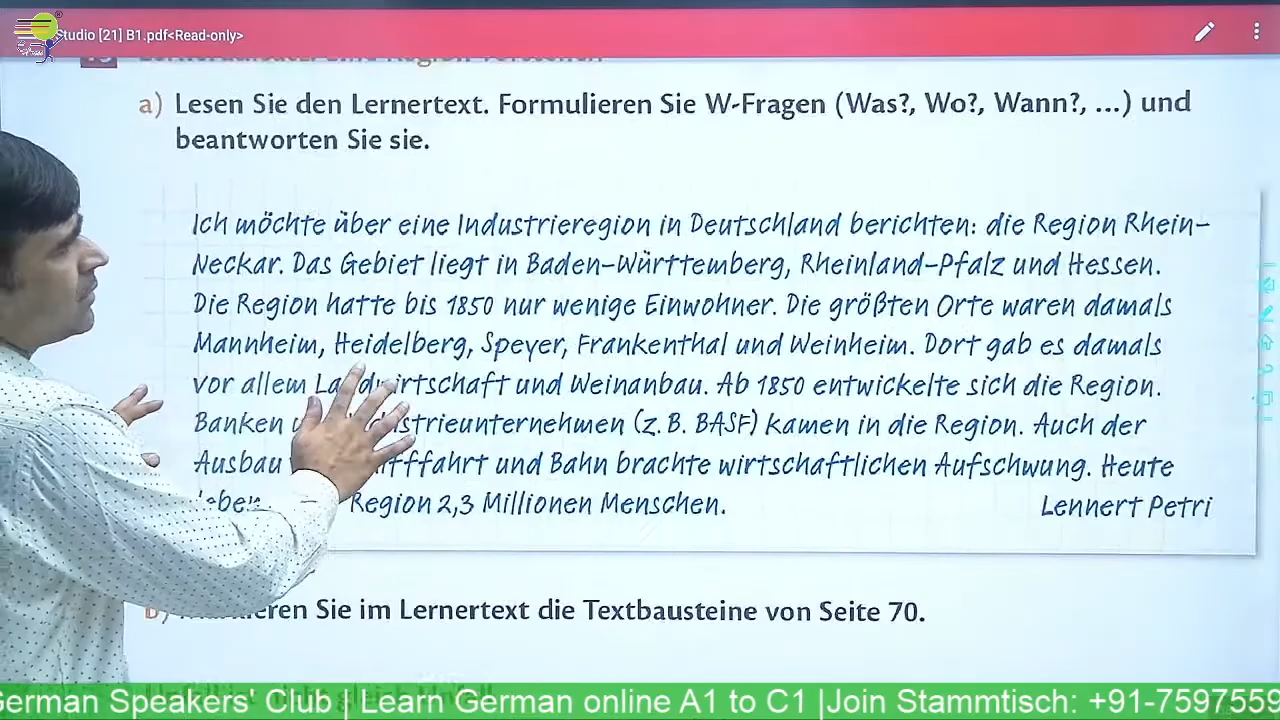 Studio [21] B1.pdf<Read-only>
a) Lesen Sie den Lernertext. Formulieren Sie W-Fragen (Was?, Wo?, Wann?, ...) und
beantworten Sie sie.
Ich möchte über eine Industrieregion in Deutschland berichten: die Region Rhein-
Neckar. Das Gebiet liegt in Baden-Württemberg, Rheinland-Pfalz und Hessen.
Die Region hatte bis 1850 nur wenige Einwohner. Die größten Orte waren damals
Mannheim, Heidelberg, Speyer, Frankenthal und Weinheim. Dort gab es damals
vor allem Landwirtschaft und Weinanbau. Ab 1850 entwickelte sich die Region.
Banken Industrieunternehmen (z. B. BASF) kamen in die Region. Auch der
Ausbau und Bahn brachte wirtschaftlichen Aufschwung. Heute
leben Region 2,3 Millionen Menschen.
Lennert Petri
b) Markieren Sie im Lernertext die Textbausteine von Seite 70.
German Speakers' Club | Learn German online A1 to C1 |Join Stammtisch: +91-7597559